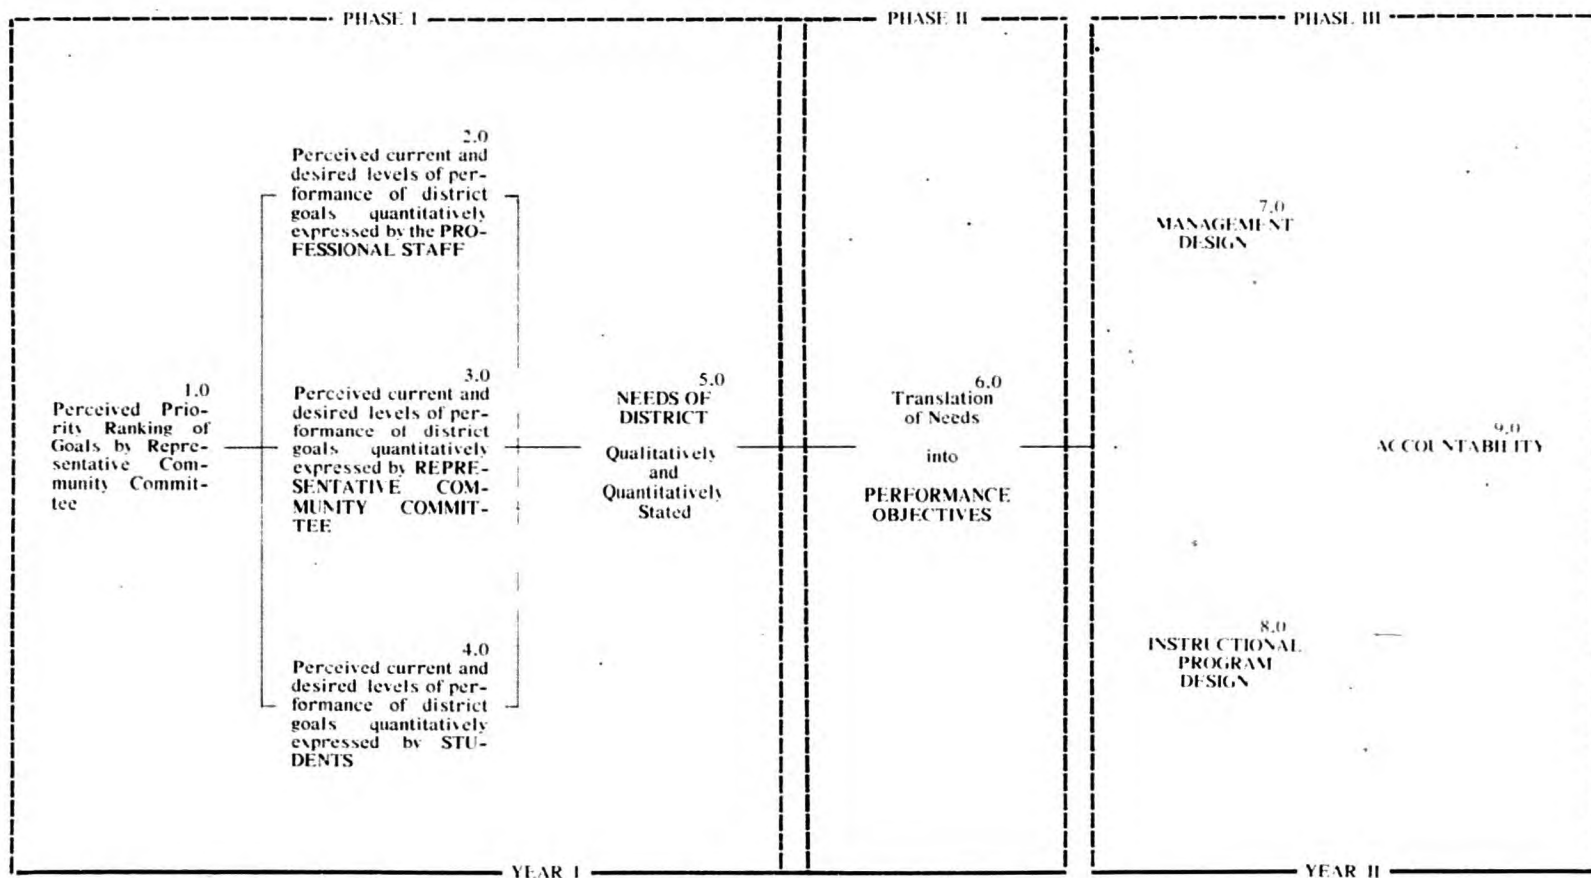 PHASE I
PHASE II
PHASE III
1.0
Perceived Prio-
rity Ranking of
Goals by Repre-
sentative Com-
munity Commit-
tee
2.0
Perceived current and
desired levels of per-
formance of district
goals quantitatively
expressed by the PRO-
FESSIONAL STAFF
3.0
Perceived current and
desired levels of per-
formance of district
goals quantitatively
expressed by REPRE-
SENTATIVE COM-
MUNITY COMMIT-
TEE
4.0
Perceived current and
desired levels of per-
formance of district
goals quantitatively
expressed by STU-
DENTS
5.0
NEEDS OF
DISTRICT
Qualitatively
and
Quantitatively
Stated
6.0
Translation
of Needs
into
PERFORMANCE
OBJECTIVES
7.0
MANAGEMENT
DESIGN
8.0
INSTRUCTIONAL
PROGRAM
DESIGN
9.0
ACCOUNTABILITY
YEAR I
YEAR II